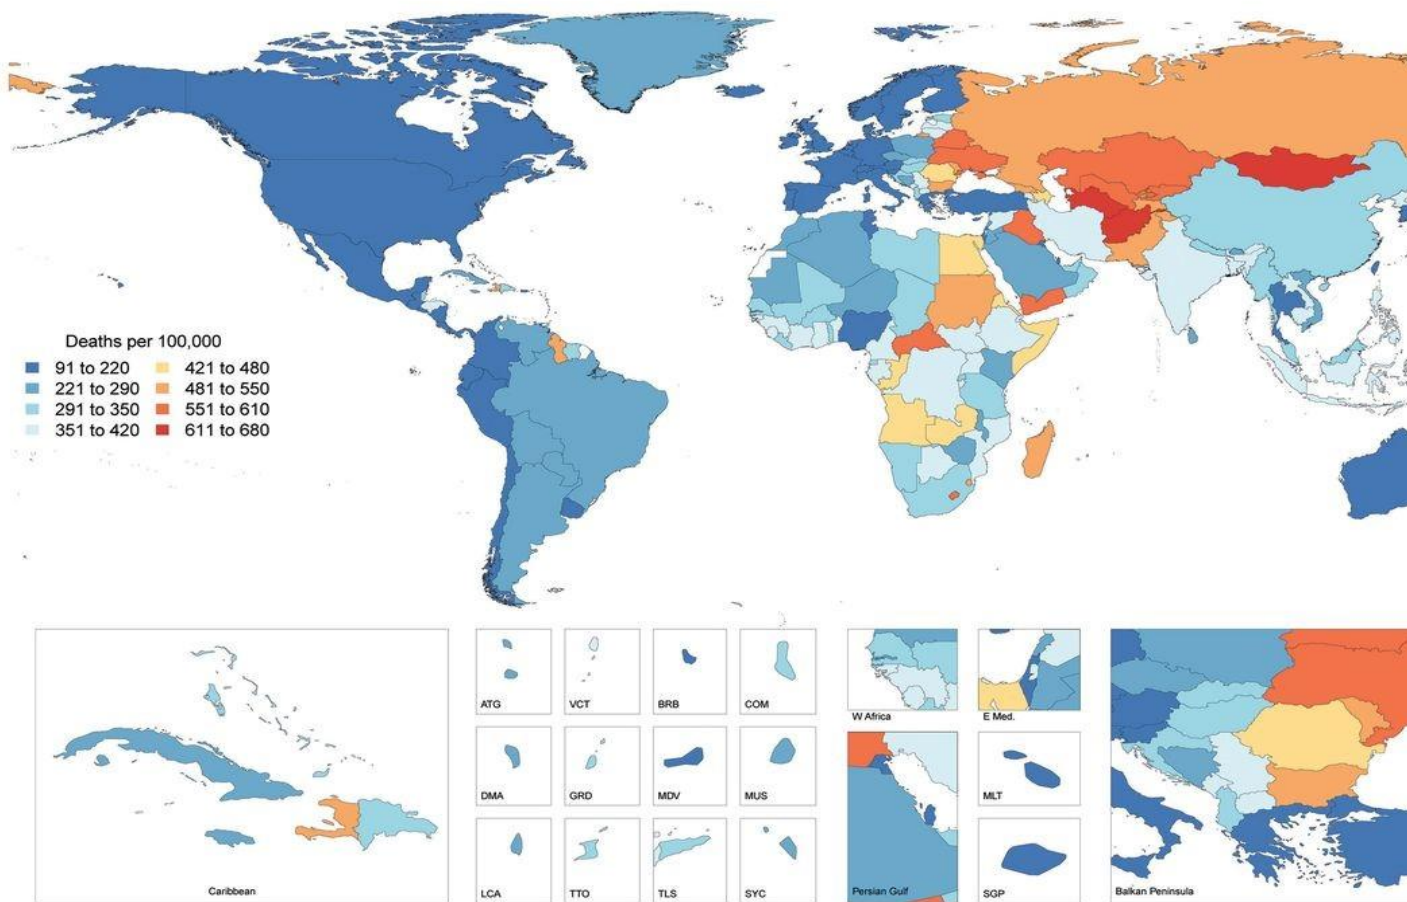 Deaths per 100,000
91 to 220
421 to 480
221 to 290
481 to 550
291 to 350
551 to 610
351 to 420
611 to 680
ATG
VCT
BRB
COM
W Africa
E Med.
DMA
GRD
MDV
MUS
MLT
LCA
TTO
TLS
SYC
Caribbean
Persian Gulf
SGP
Balkan Peninsula